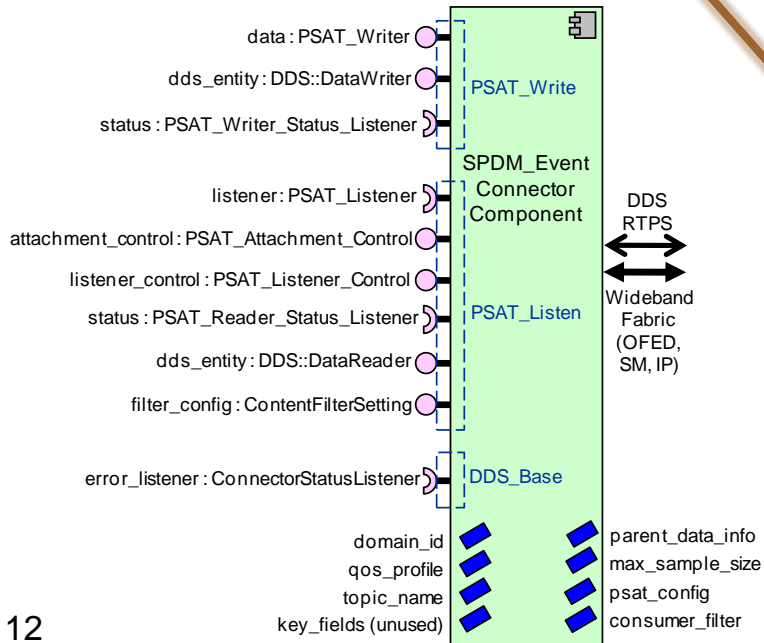 data : PSAT_Writer
dds_entity: DDS::DataWriter
PSAT_Write
status : PSAT_Writer_Status_Listener
SPDM_Event
Connector
Component
listener: PSAT_Listener
DDS
RTPS
attachment_control: PSAT_Attachment_Control
listener_control: PSAT_Listener_Control
status : PSAT_Reader_Status_Listener
PSAT_Listen
Wideband
Fabric
(OFED,
SM, IP)
dds_entity: DDS::DataReader
filter_config : ContentFilterSetting
error_listener: ConnectorStatusListener
DDS_Base
domain_id
qos_profile
topic_name
key_fields (unused)
parent_data_info
max_sample_size
psat_config
consumer_filter
12